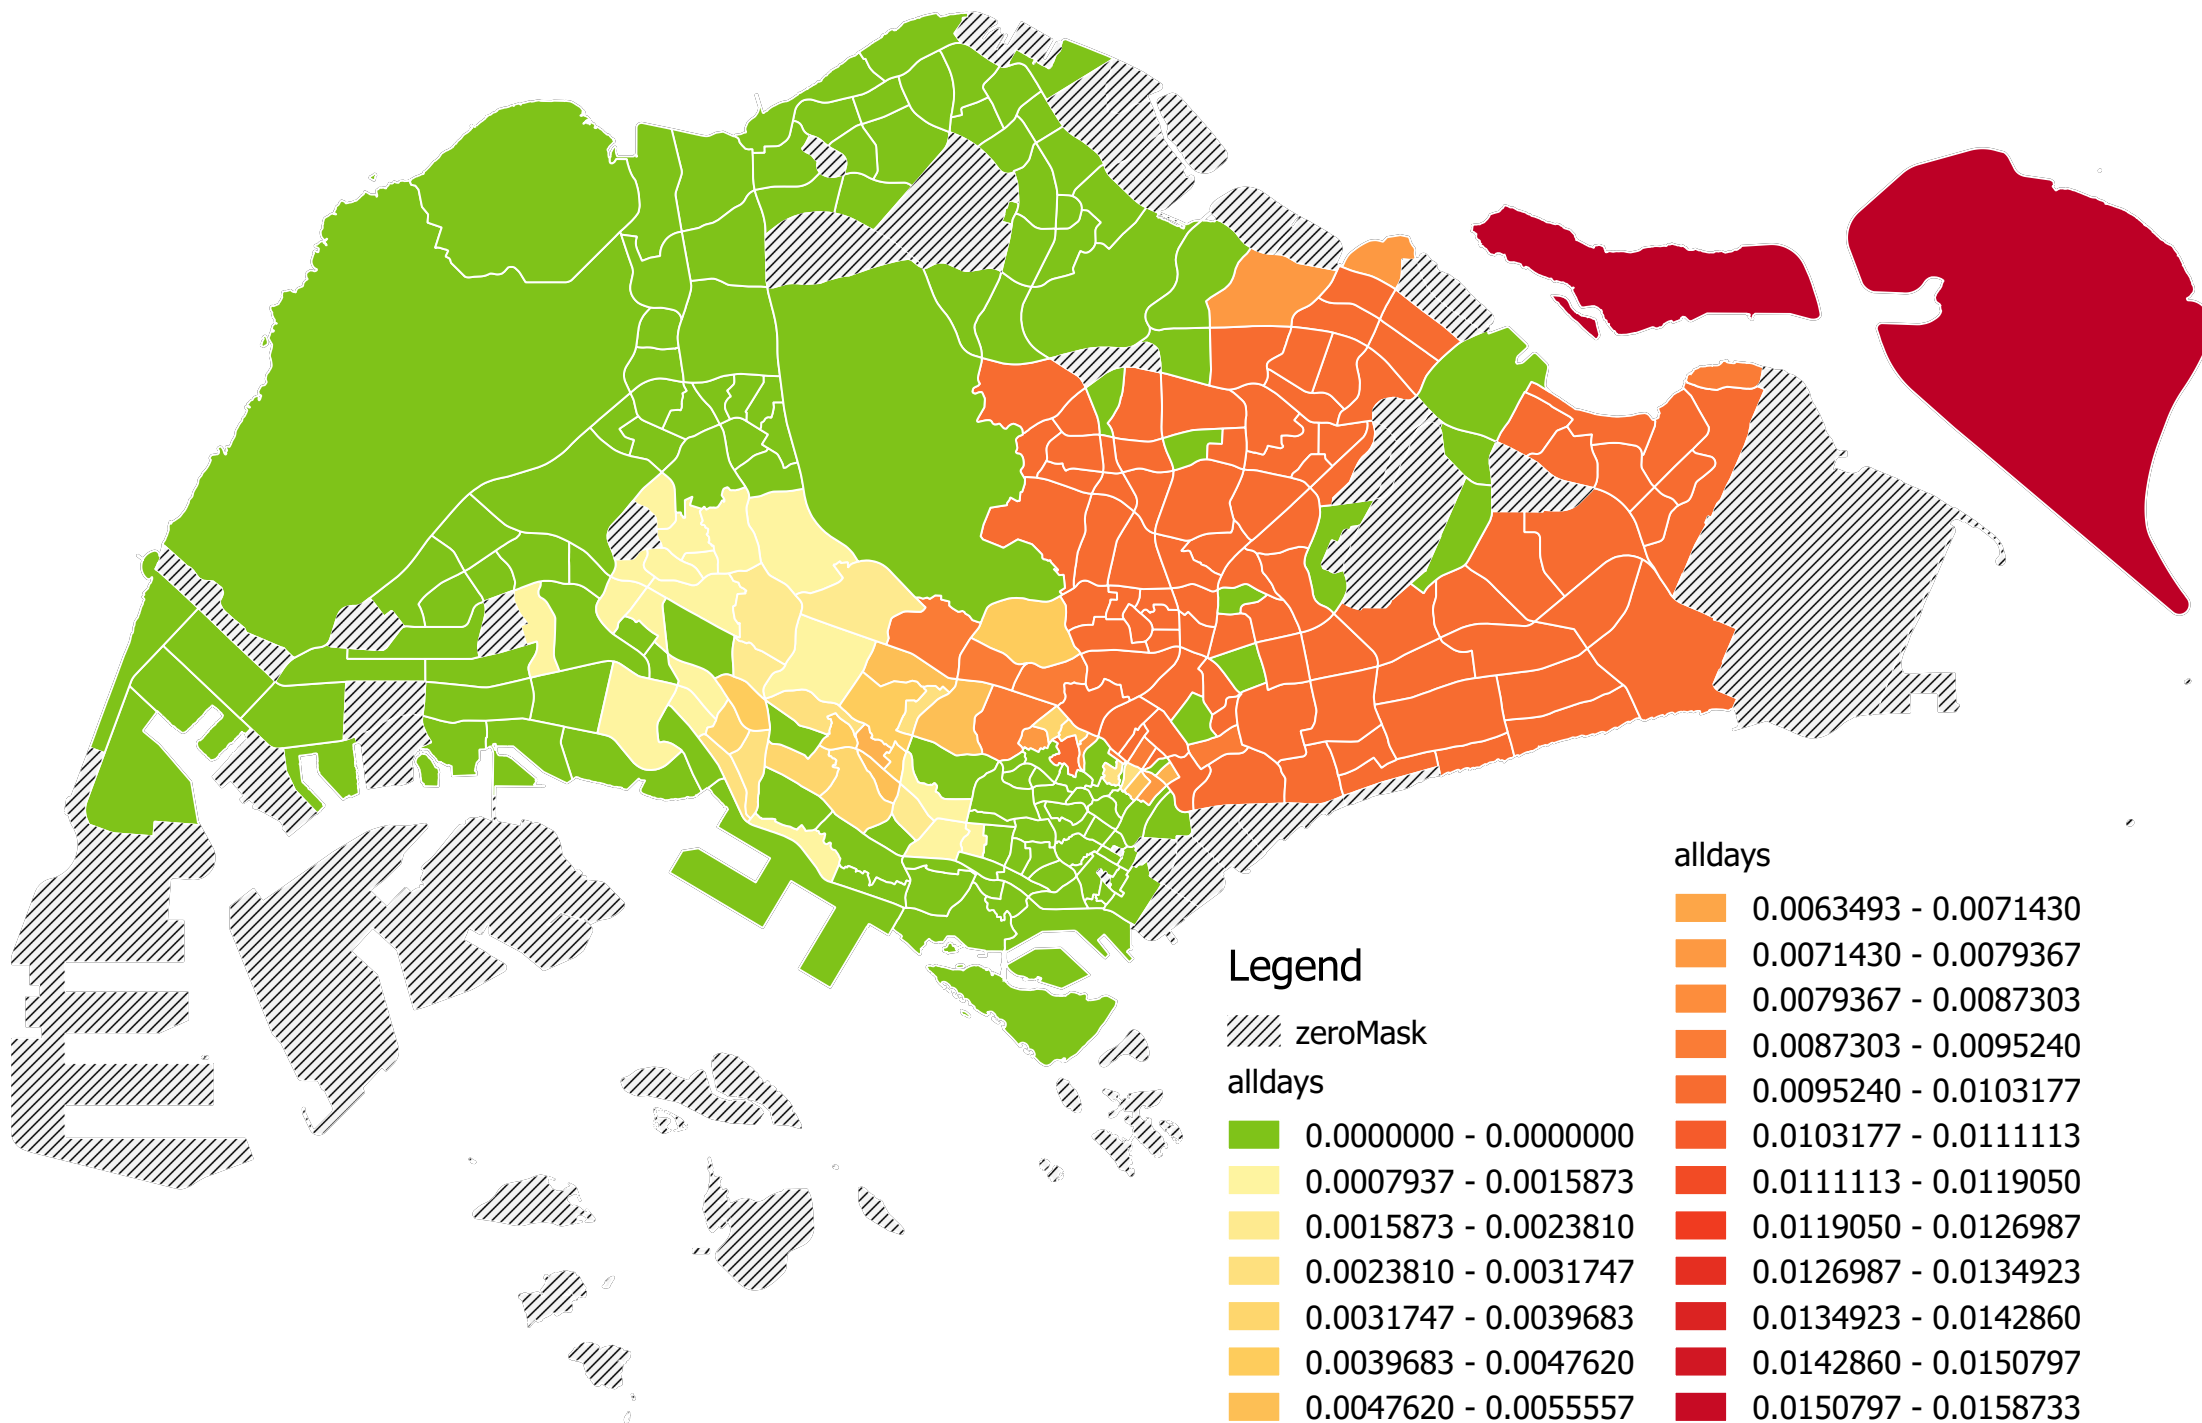 Legend
zeroMask
alldays
0.0000000 - 0.0000000
0.0007937 - 0.0015873
0.0015873 - 0.0023810
0.0023810 - 0.0031747
0.0031747 - 0.0039683
0.0039683 - 0.0047620
0.0047620 - 0.0055557
alldays
0.0063493 - 0.0071430
0.0071430 - 0.0079367
0.0079367 - 0.0087303
0.0087303 - 0.0095240
0.0095240 - 0.0103177
0.0103177 - 0.0111113
0.0111113 - 0.0119050
0.0119050 - 0.0126987
0.0126987 - 0.0134923
0.0134923 - 0.0142860
0.0142860 - 0.0150797
0.0150797 - 0.0158733